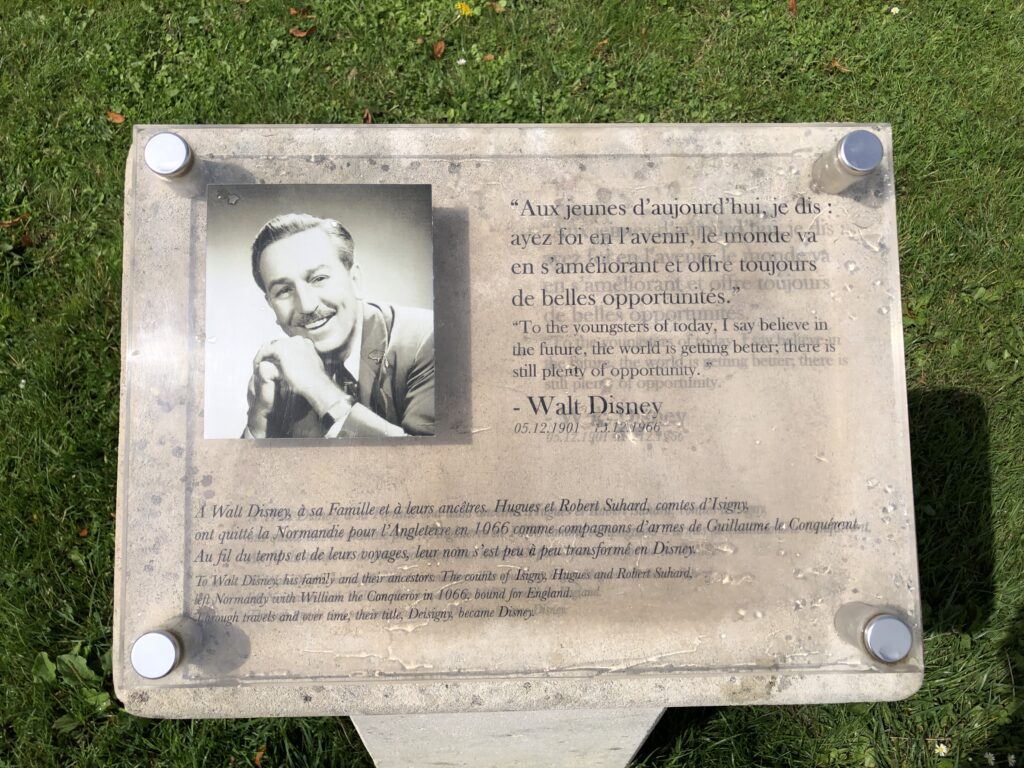 “Aux jeunes d’aujourd’hui, je dis :
ayez foi en l’avenir, le monde va
en s’améliorant et offre toujours
de belles opportunités.”
“To the youngsters of today, I say believe in
the future, the world is getting better; there is
still plenty of opportunity. ”
- Walt Disney
05.12.1901 - 15.12.1966
À Walt Disney, à sa Famille et à leurs ancêtres. Hugues et Robert Suhard, comtes d’Isigny,
ont quitté la Normandie pour l’Angleterre en 1066 comme compagnons d’armes de Guillaume le Conquérant.
Au fil du temps et de leurs voyages, leur nom s’est peu à peu transformé en Disney.
To Walt Disney, his family and their ancestors. The counts of Isigny, Hugues and Robert Suhard,
left Normandy with William the Conqueror in 1066, bound for England.
Through travels and over time, their title, Deisigny, became Disney.